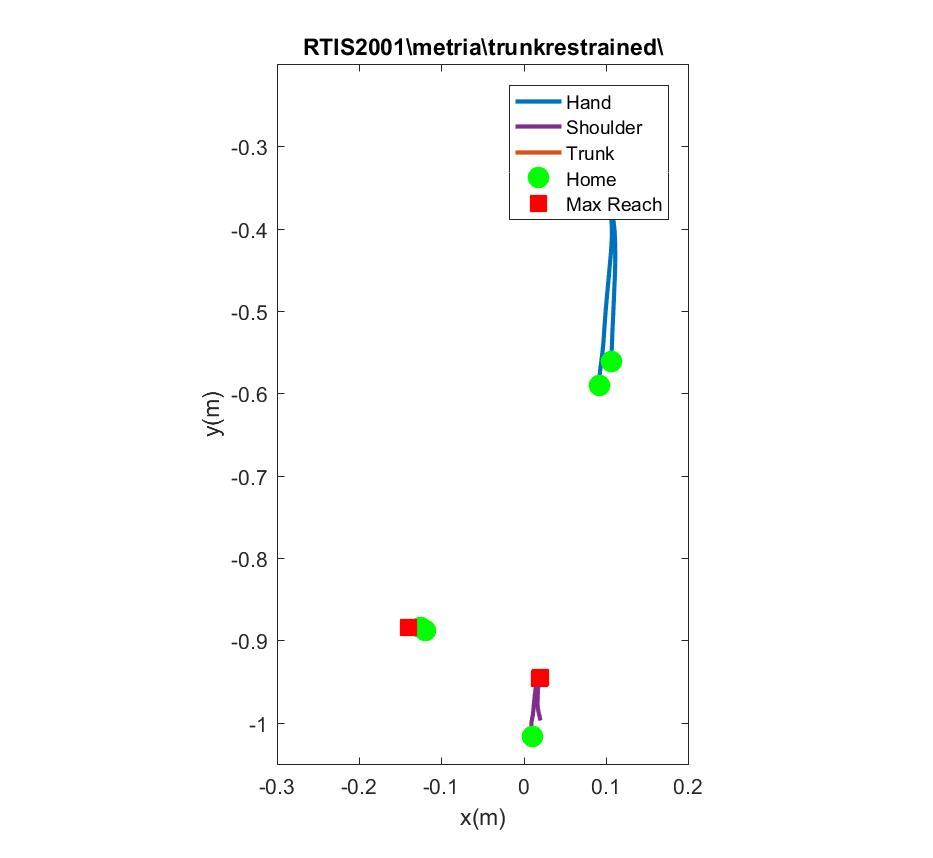 RTIS2001\metria\trunkrestrained\
Hand
Shoulder
Trunk
Home
Max Reach
-0.3
-0.4
-0.5
-0.6
-0.7
-0.8
-0.9
-1
y(m)
-0.3
-0.2
-0.1
0
0.1
0.2
x(m)